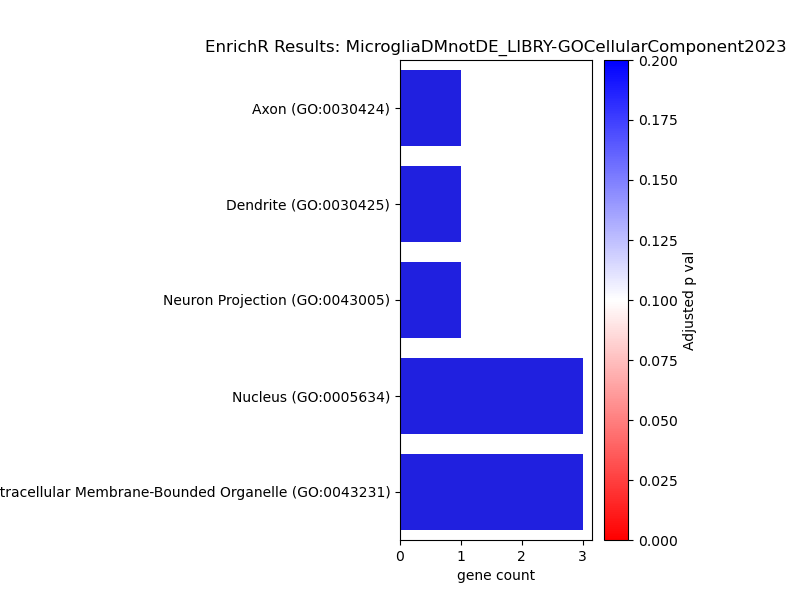 EnrichR Results: MicrogliaDMnotDE_LIBRY-GOCellularComponent2023
Axon (GO:0030424)
Dendrite (GO:0030425)
Neuron Projection (GO:0043005)
Nucleus (GO:0005634)
tracellular Membrane-Bounded Organelle (GO:0043231)
0 1 2 3
gene count
0.200
0.175
0.150
0.125
0.100
0.075
0.050
0.025
0.000
Adjusted p val